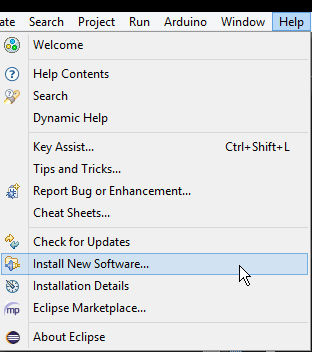 ate Search Project Run Arduino Window Help
Welcome
Help Contents
Search
Dynamic Help
Key Assist... Ctrl+Shift+L
Tips and Tricks...
Report Bug or Enhancement...
Cheat Sheets...
Check for Updates
Install New Software...
Installation Details
mp Eclipse Marketplace...
About Eclipse